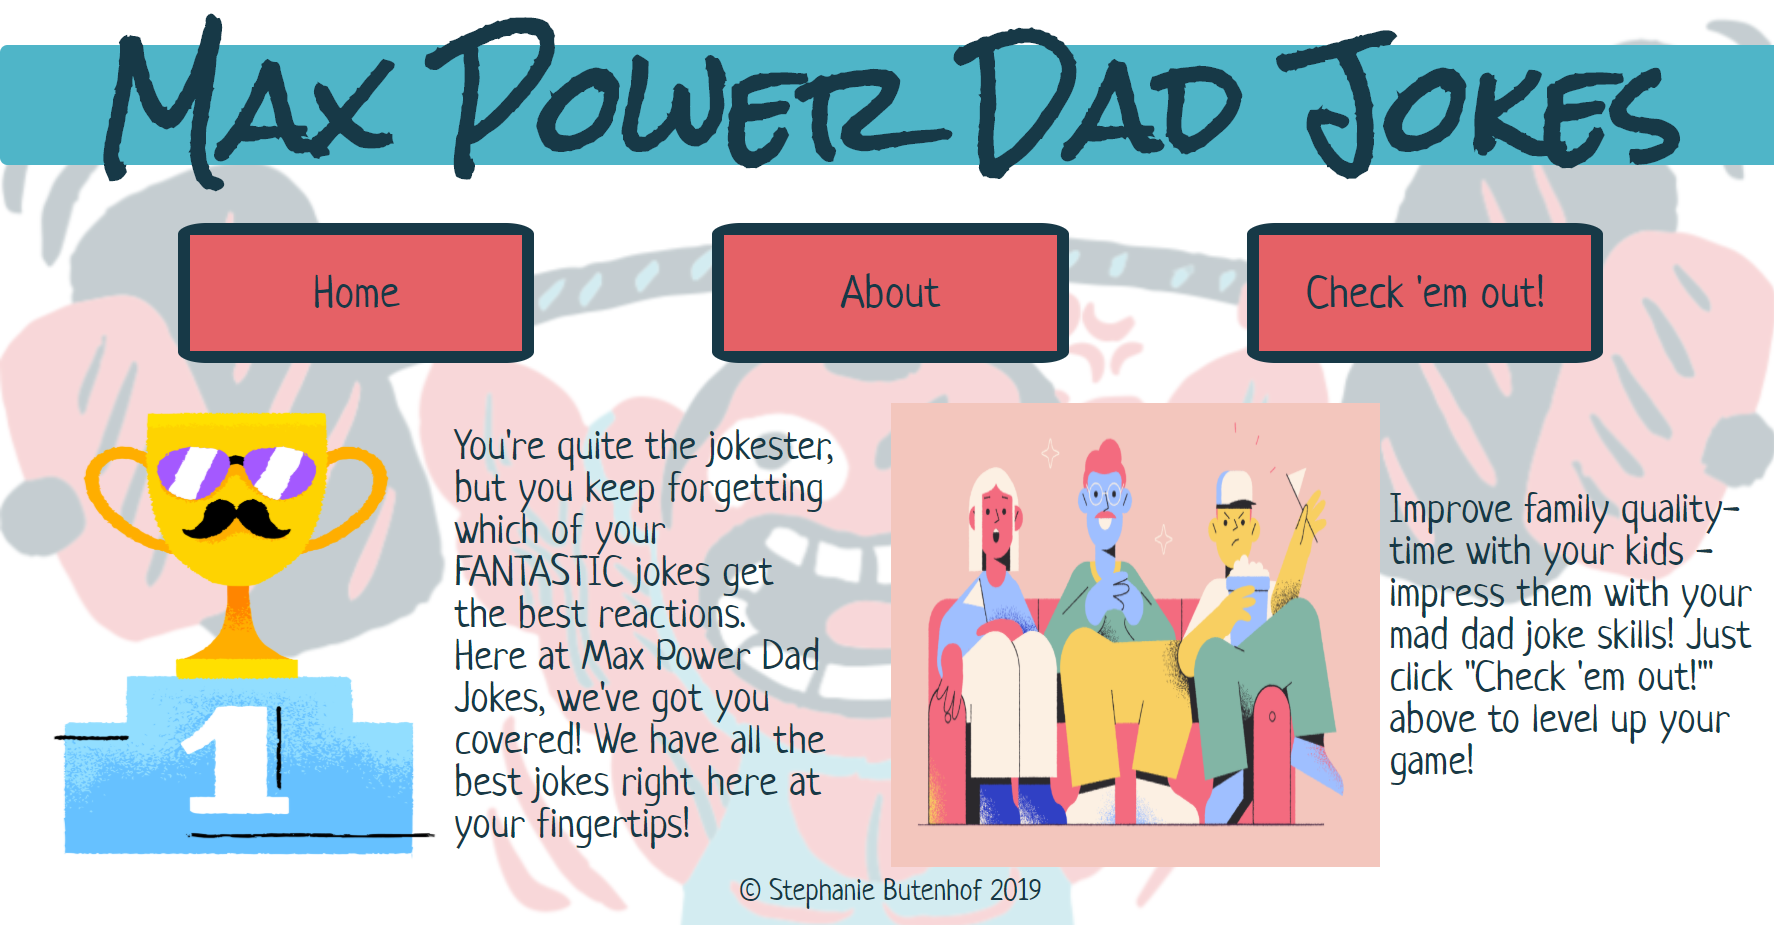 Max Power Dad Jokes
Home
About
Check 'em out!
You're quite the jokester,
but you keep forgetting
which of your
FANTASTIC jokes get
the best reactions.
Here at Max Power Dad
Jokes, we've got you
covered! We have all the
best jokes right here at
your fingertips!
1
Improve family quality-
time with your kids -
impress them with your
mad dad joke skills! Just
click "Check 'em out!"
above to level up your
game!
© Stephanie Butenhof 2019